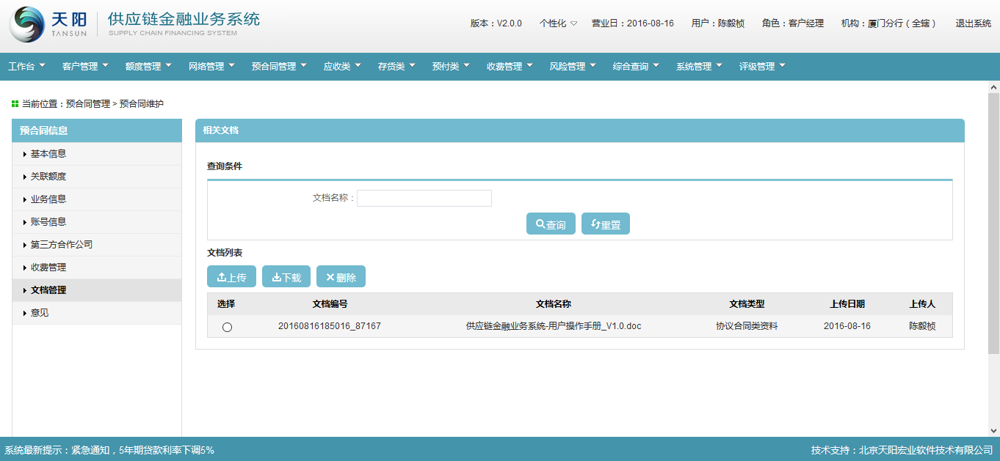 天阳 TANSUN 供应链金融业务系统 SUPPLY CHAIN FINANCING SYSTEM
版本：V2.0.0 个性化 营业日：2016-08-16 用户：陈毅桢 角色：客户经理 机构：厦门分行（全辖） 退出系统
工作台 客户管理 额度管理 网络管理 预合同管理 应收类 存货类 预付类 收费管理 风险管理 综合查询 系统管理 评级管理
当前位置：预合同管理 > 预合同维护
预合同信息
基本信息
关联额度
业务信息
账号信息
第三方合作公司
收费管理
文档管理
意见
相关文档
查询条件
文档名称：
查询 重置
文档列表
上传 下载 删除
选择 文档编号 文档名称 文档类型 上传日期 上传人
20160816185016_87167 供应链金融业务系统-用户操作手册_V1.0.doc 协议合同类资料 2016-08-16 陈毅桢
系统最新提示：紧急通知，5年期贷款利率下调5% 技术支持：北京天阳宏业软件技术有限公司